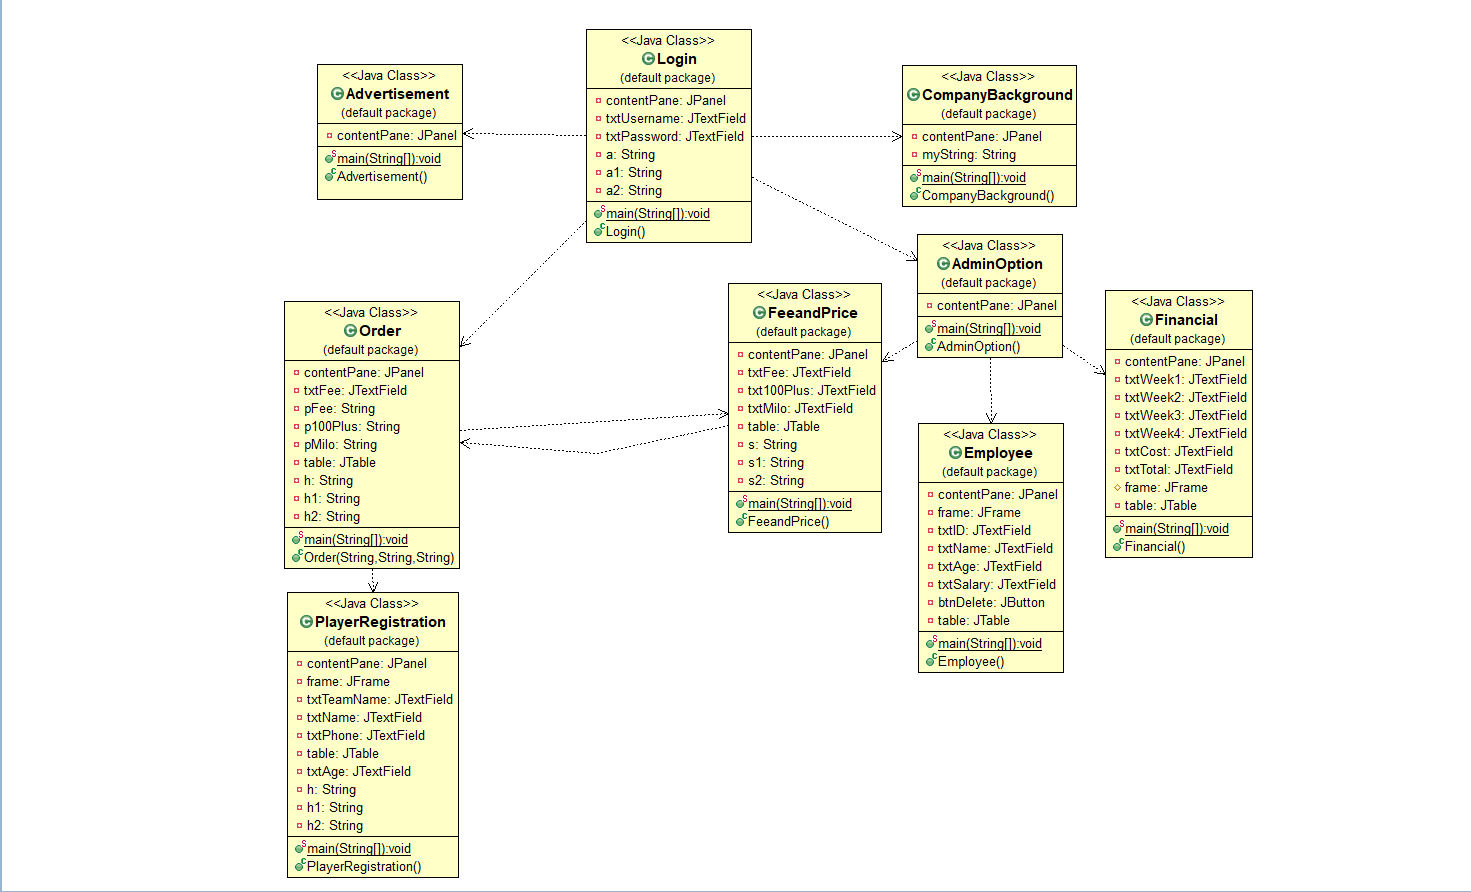 <<Java Class>>
Login
(default package)
contentPane: JPanel
txtUsername: JTextField
txtPassword: JTextField
a: String
a1: String
a2: String
main(String[]):void
Login()
<<Java Class>>
Advertisement
(default package)
contentPane: JPanel
main(String[]):void
Advertisement()
<<Java Class>>
CompanyBackground
(default package)
contentPane: JPanel
myString: String
main(String[]):void
CompanyBackground()
<<Java Class>>
AdminOption
(default package)
contentPane: JPanel
main(String[]):void
AdminOption()
<<Java Class>>
FeeandPrice
(default package)
contentPane: JPanel
txtFee: JTextField
txt100Plus: JTextField
txtMilo: JTextField
table: JTable
s: String
s1: String
s2: String
main(String[]):void
FeeandPrice()
<<Java Class>>
Financial
(default package)
contentPane: JPanel
txtWeek1: JTextField
txtWeek2: JTextField
txtWeek3: JTextField
txtWeek4: JTextField
txtCost: JTextField
txtTotal: JTextField
frame: JFrame
table: JTable
main(String[]):void
Financial()
<<Java Class>>
Order
(default package)
contentPane: JPanel
txtFee: JTextField
pFee: String
p100Plus: String
pMilo: String
table: JTable
h: String
h1: String
h2: String
main(String[]):void
Order(String,String,String)
<<Java Class>>
Employee
(default package)
contentPane: JPanel
frame: JFrame
txtID: JTextField
txtName: JTextField
txtAge: JTextField
txtSalary: JTextField
btnDelete: JButton
table: JTable
main(String[]):void
Employee()
<<Java Class>>
PlayerRegistration
(default package)
contentPane: JPanel
frame: JFrame
txtTeamName: JTextField
txtName: JTextField
txtPhone: JTextField
table: JTable
txtAge: JTextField
h: String
h1: String
h2: String
main(String[]):void
PlayerRegistration()